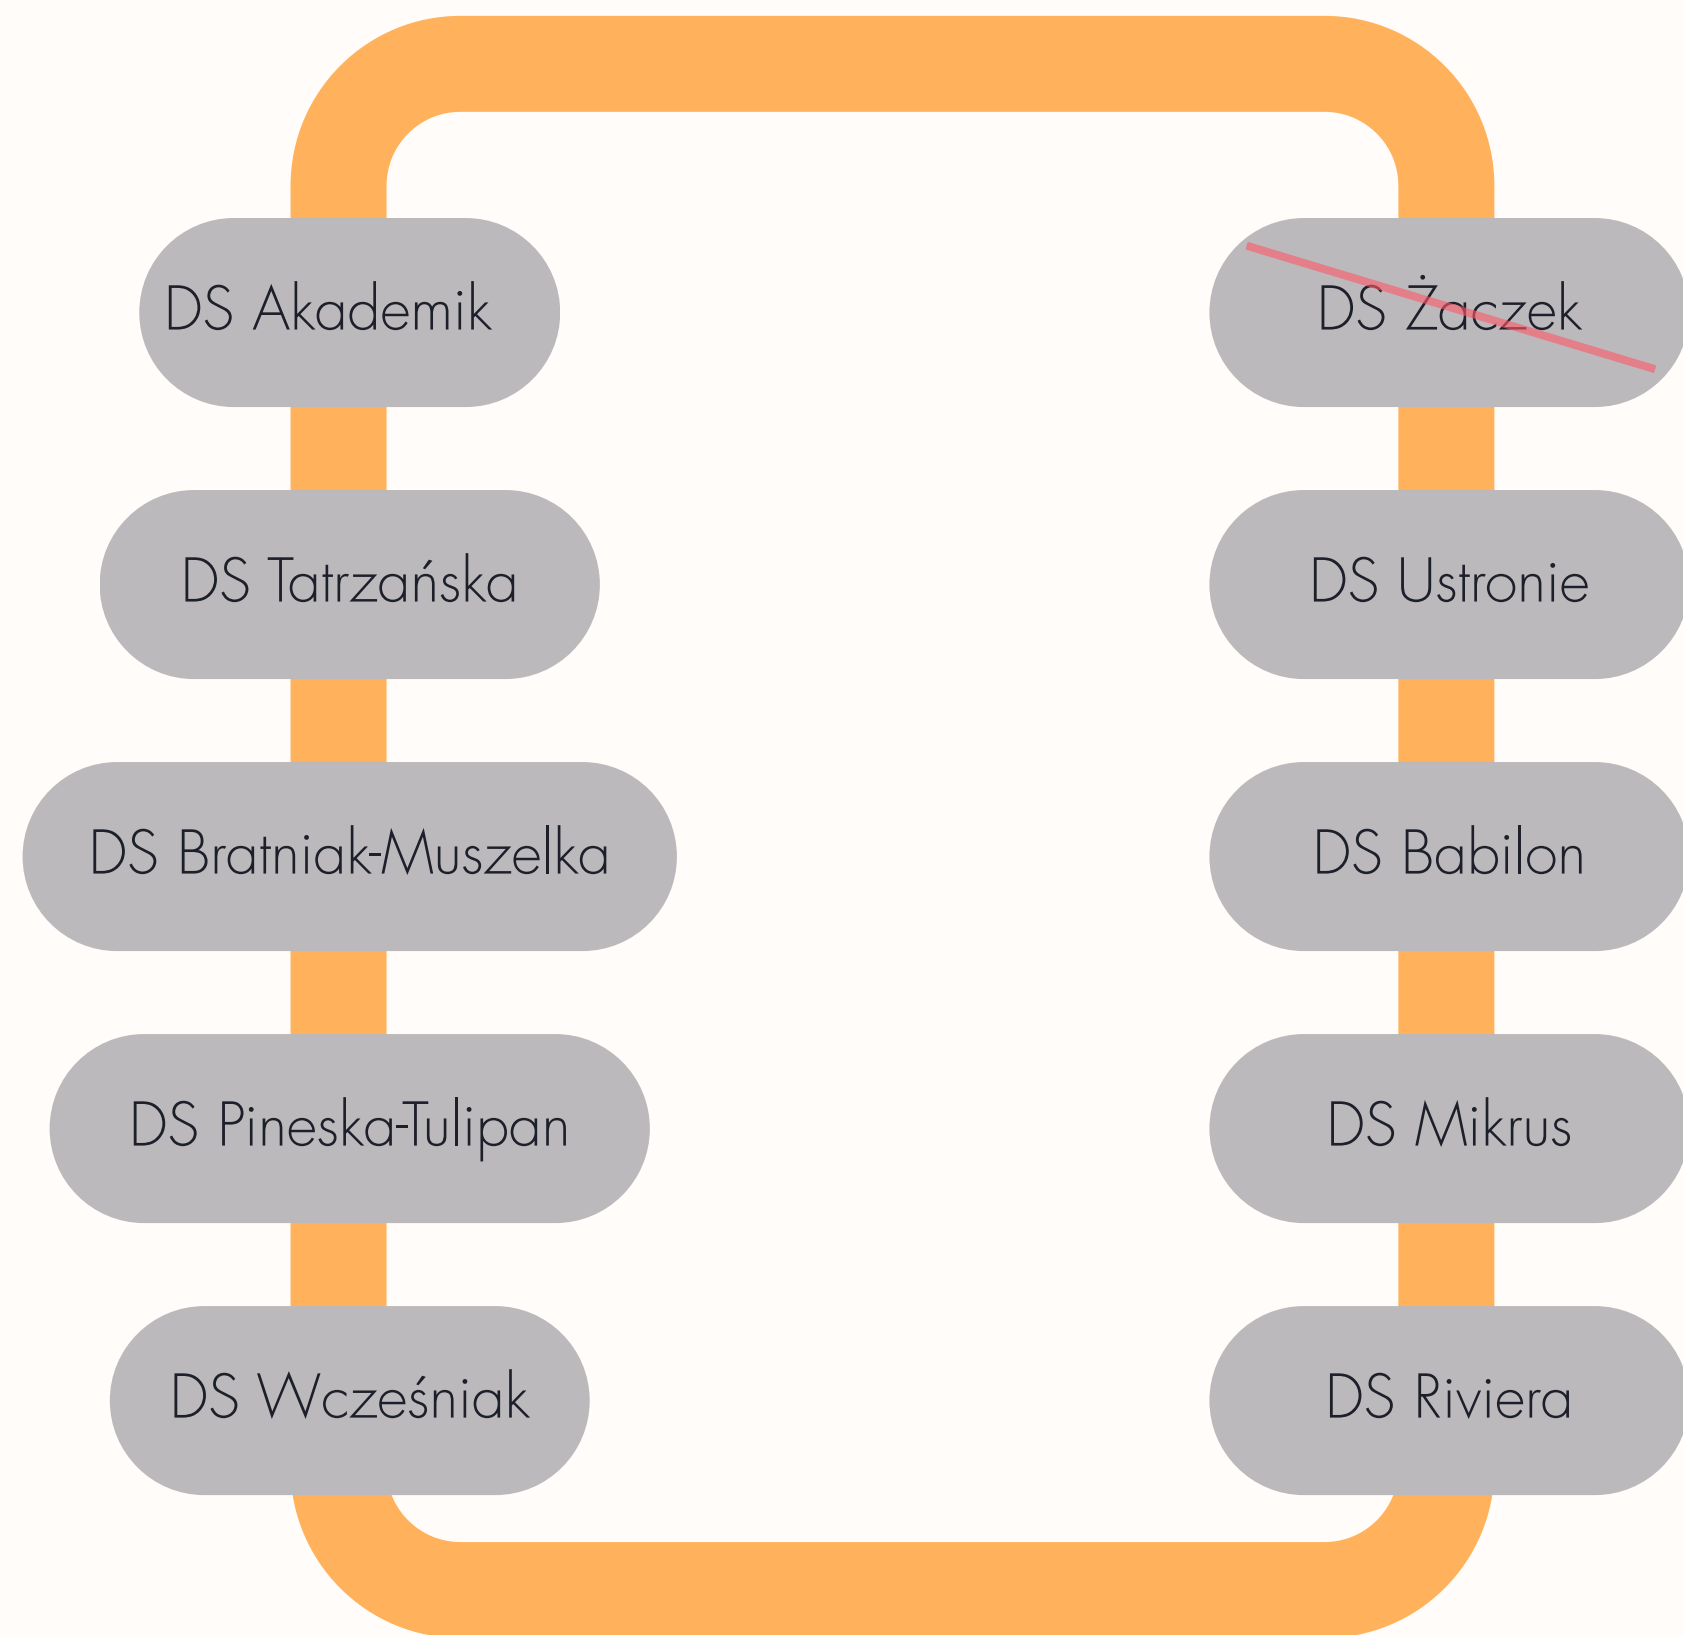 DS Akademik
DS Tatrzańska
DS Bratniak-Muszelka
DS Pineska-Tulipan
DS Wcześniak
DS Żaczek
DS Ustronie
DS Babilon
DS Mikrus
DS Riviera